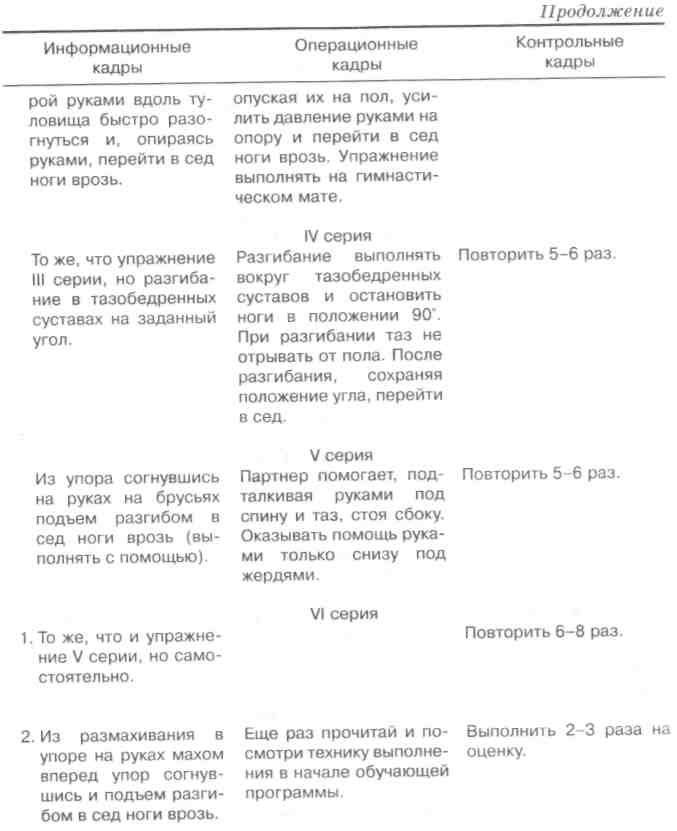 Продолжение
Информационные кадры
Операционные кадры
Контрольные кадры
рой руками вдоль ту-
ловища быстро разо-
гнуться и, опираясь
руками, перейти в сед
ноги врозь.
опуская их на пол, уси-
лить давление руками на
опору и перейти в сед
ноги врозь. Упражнение
выполнять на гимнасти-
ческом мате.
IV серия
То же, что упражнение
III серии, но разгиба-
ние в тазобедренных
суставах на заданный
угол.
Разгибание выполнять
вокруг тазобедренных
суставов и остановить
ноги в положении 90°.
При разгибании таз не
отрывать от пола. После
разгибания, сохраняя
положение угла, перейти
в сед.
Повторить 5–6 раз.
V серия
Из упора согнувшись
на руках на брусьях
подъем разгибом в
сед ноги врозь (вы-
полнять с помощью).
Партнер помогает, под-
талкивая руками под
спину и таз, стоя сбоку.
Оказывать помощь рука-
ми только снизу под
жердями.
Повторить 5–6 раз.
VI серия
1. То же, что и упражне-
ние V серии, но само-
стоятельно.
Повторить 6–8 раз.
2. Из размахивания в
упоре на руках махом
вперед упор согнув-
шись и подъем разги-
бом в сед ноги врозь.
Еще раз прочитай и по-
смотри технику выполне-
ния в начале обучающей
программы.
Выполнить 2–3 раза на
оценку.